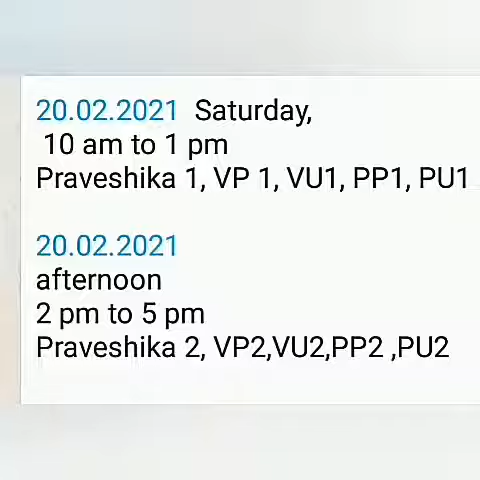 20.02.2021 Saturday,
10 am to 1 pm
Praveshika 1, VP 1, VU1, PP1, PU1
20.02.2021
afternoon
2 pm to 5 pm
Praveshika 2, VP2,VU2,PP2 ,PU2